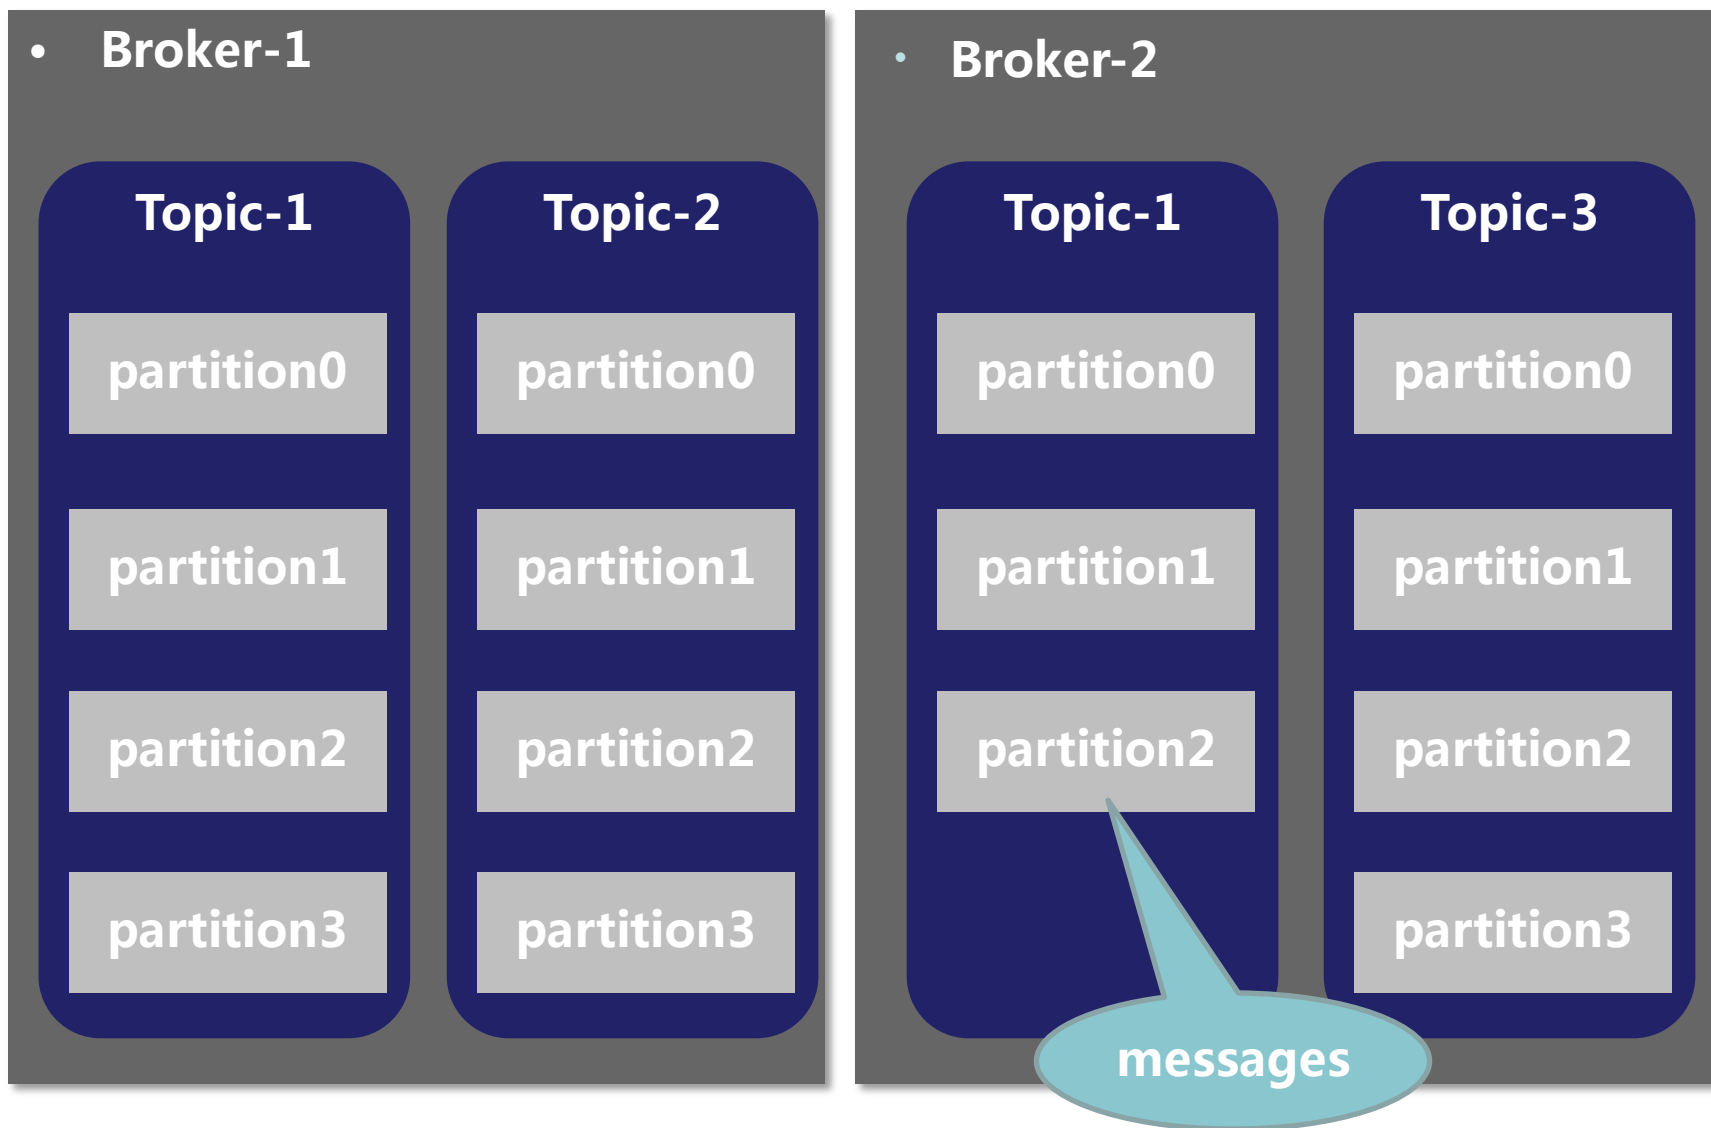 • Broker-1
Topic-1
partition0
partition1
partition2
partition3
Topic-2
partition0
partition1
partition2
partition3
• Broker-2
Topic-1
partition0
partition1
partition2
messages
Topic-3
partition0
partition1
partition2
partition3